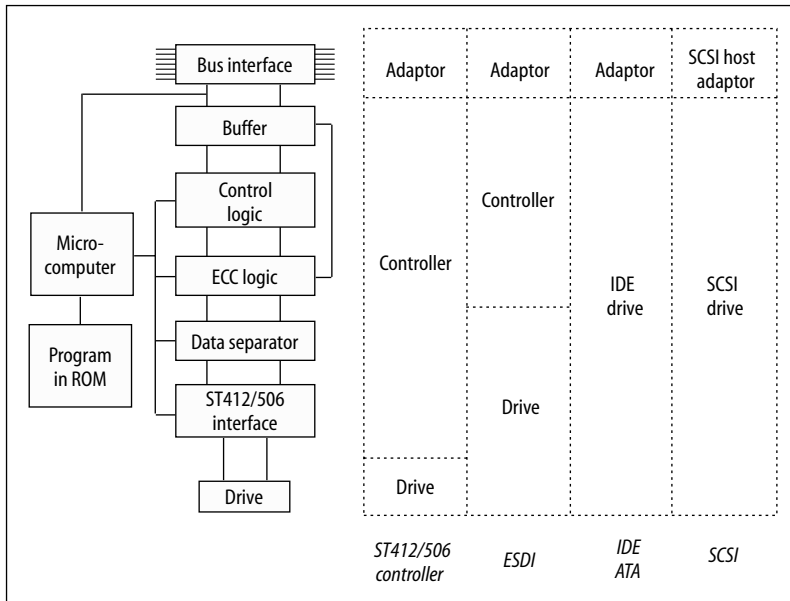 Bus interface
Buffer
Control
logic
Micro-
computer
ECC logic
Data separator
Program
in ROM
ST412/506
interface
Drive
Adaptor
Adaptor
Adaptor
SCSI host
adaptor
Controller
Controller
IDE
drive
SCSI
drive
Drive
Drive
ST412/506
controller
ESDI
IDE
ATA
SCSI